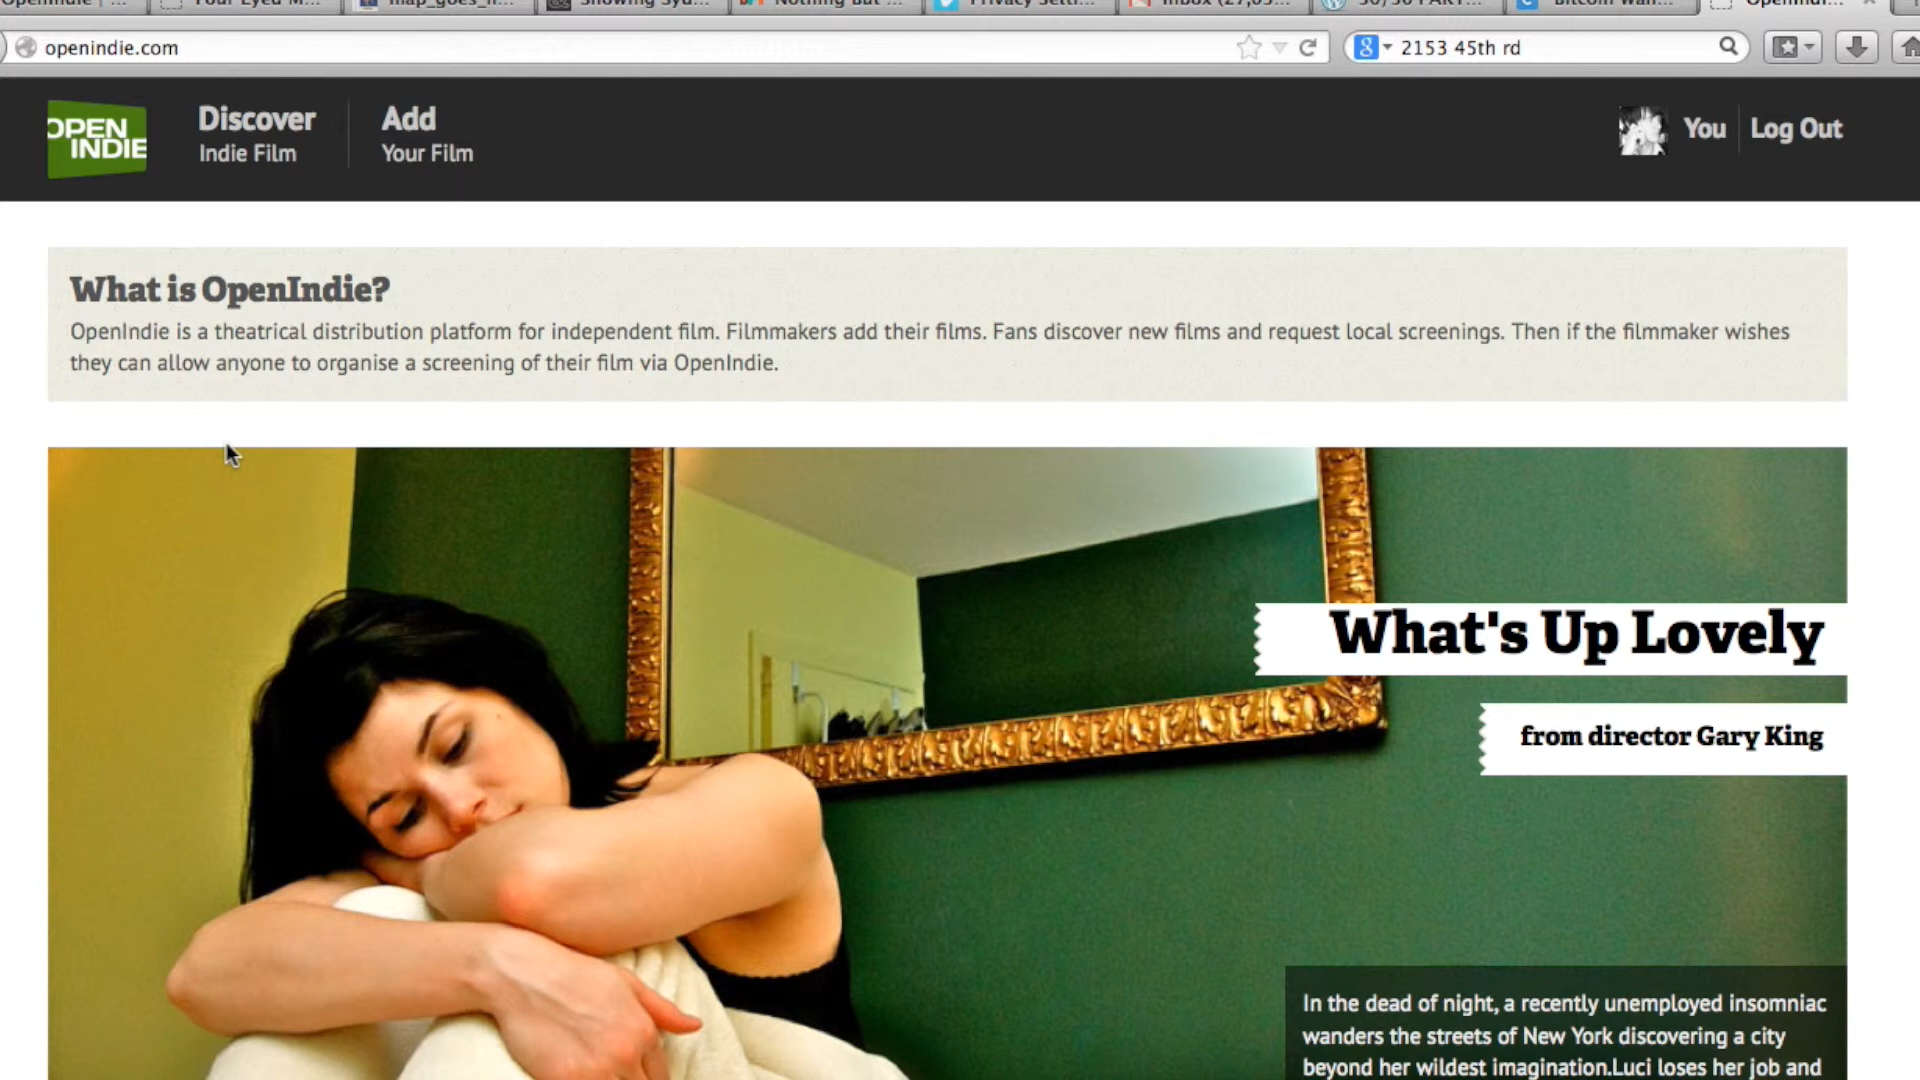 openindie.com
2153 45th rd
OPEN
INDIE
Discover
Indie Film
Add
Your Film
You
Log Out
What is OpenIndie?
OpenIndie is a theatrical distribution platform for independent film. Filmmakers add their films. Fans discover new films and request local screenings. Then if the filmmaker wishes
they can allow anyone to organise a screening of their film via OpenIndie.
What's Up Lovely
from director Gary King
In the dead of night, a recently unemployed insomniac
wanders the streets of New York discovering a city
beyond her wildest imagination.Luci loses her job and